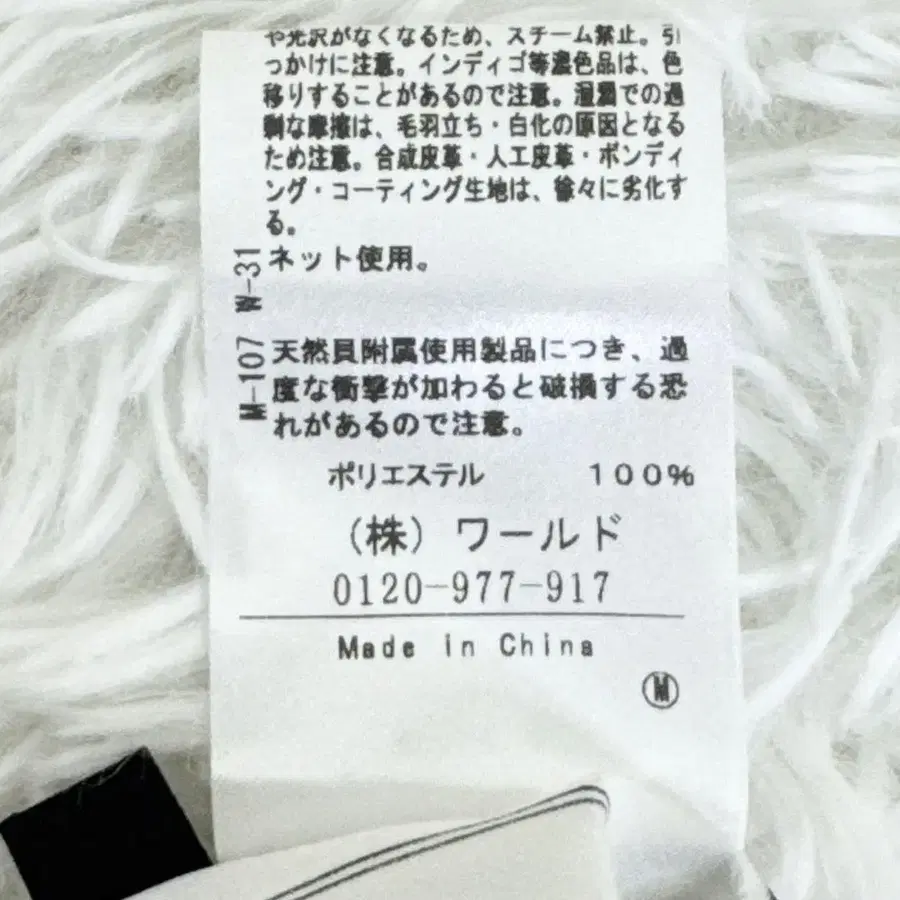 や光沢がなくなるため、スチーム禁止。引
っかけに注意。インディゴ等濃色品は、色
移りすることがあるので注意。湿潤での過
剰な摩擦は、毛羽立ち・白化の原因となる
ため注意。合成皮革・人工皮革・ボンディ
ング・コーティング生地は、徐々に劣化す
る。
ネット使用。
W-31
天然貝附属使用製品につき、過
度な衝撃が加わると破損する恐
れがあるので注意。
M-107
ポリエステル 100%
(株) ワールド
0120-977-917
Made in China
Ⓜ